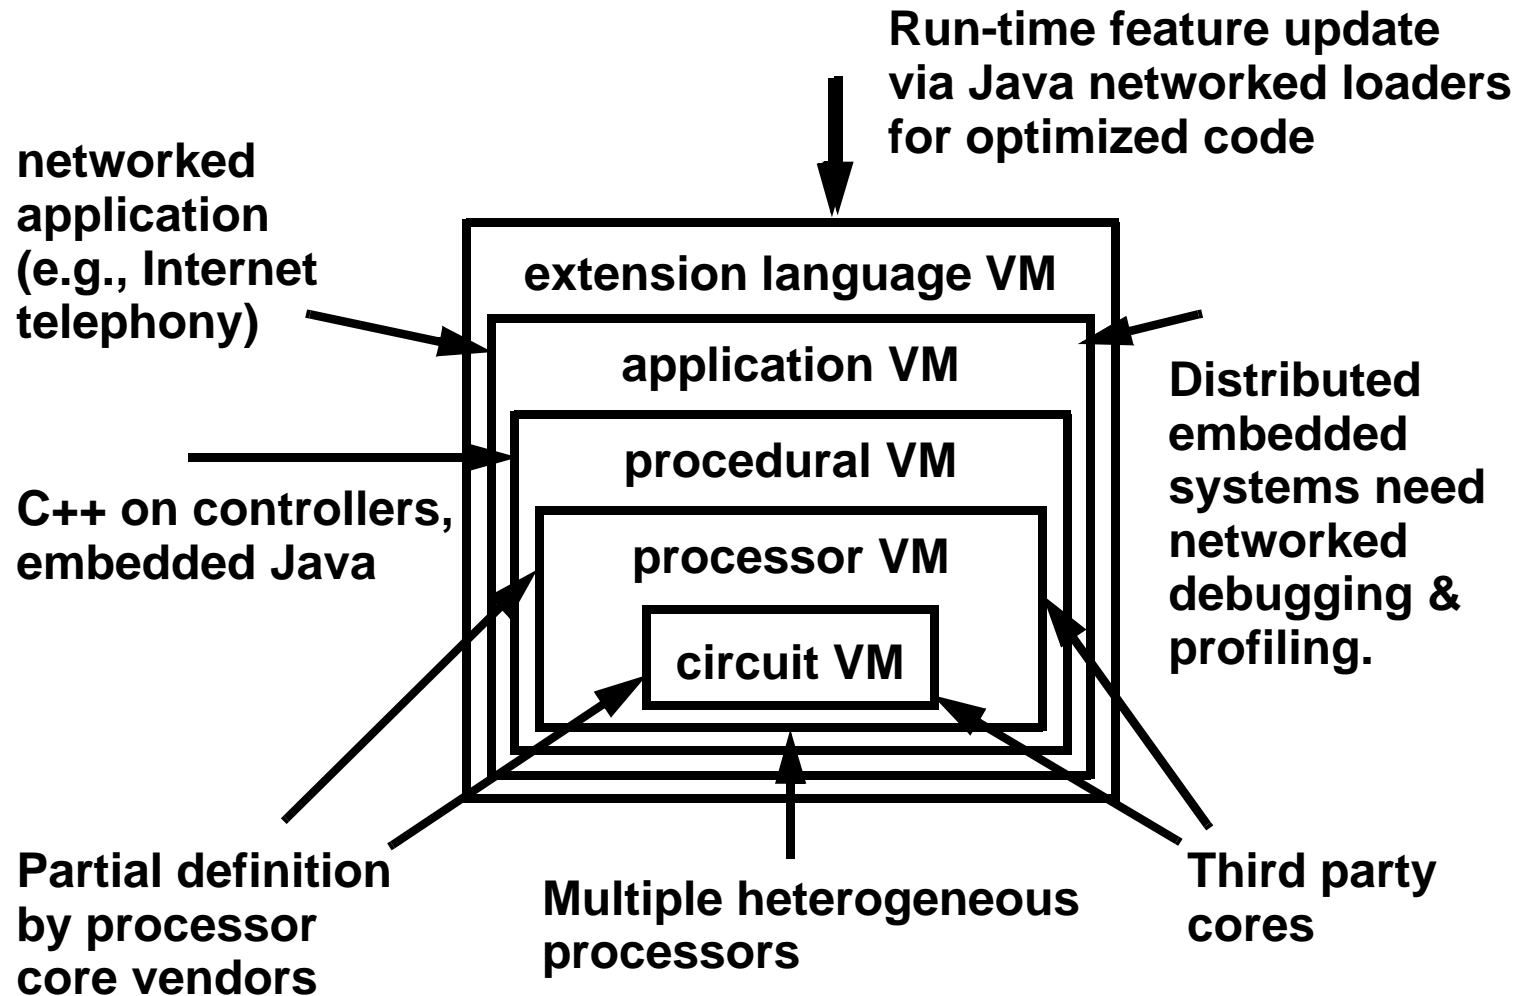 Run-time feature update
via Java networked loaders
for optimized code
networked
application
(e.g., Internet
telephony)
extension language VM
application VM
procedural VM
processor VM
circuit VM
C++ on controllers,
embedded Java
Distributed
embedded
systems need
networked
debugging &
profiling.
Partial definition
by processor
core vendors
Multiple heterogeneous
processors
Third party
cores